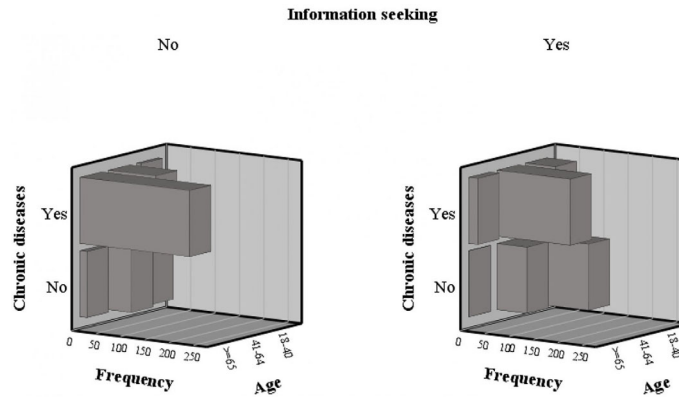 Information seeking
No Yes
Chronic diseases
Yes
No
0 50 100 150 200 250
Frequency
>=65 41-64 18-40
Age
Chronic diseases
Yes
No
0 50 100 150 200 250
Frequency
>=65 41-64 18-40
Age